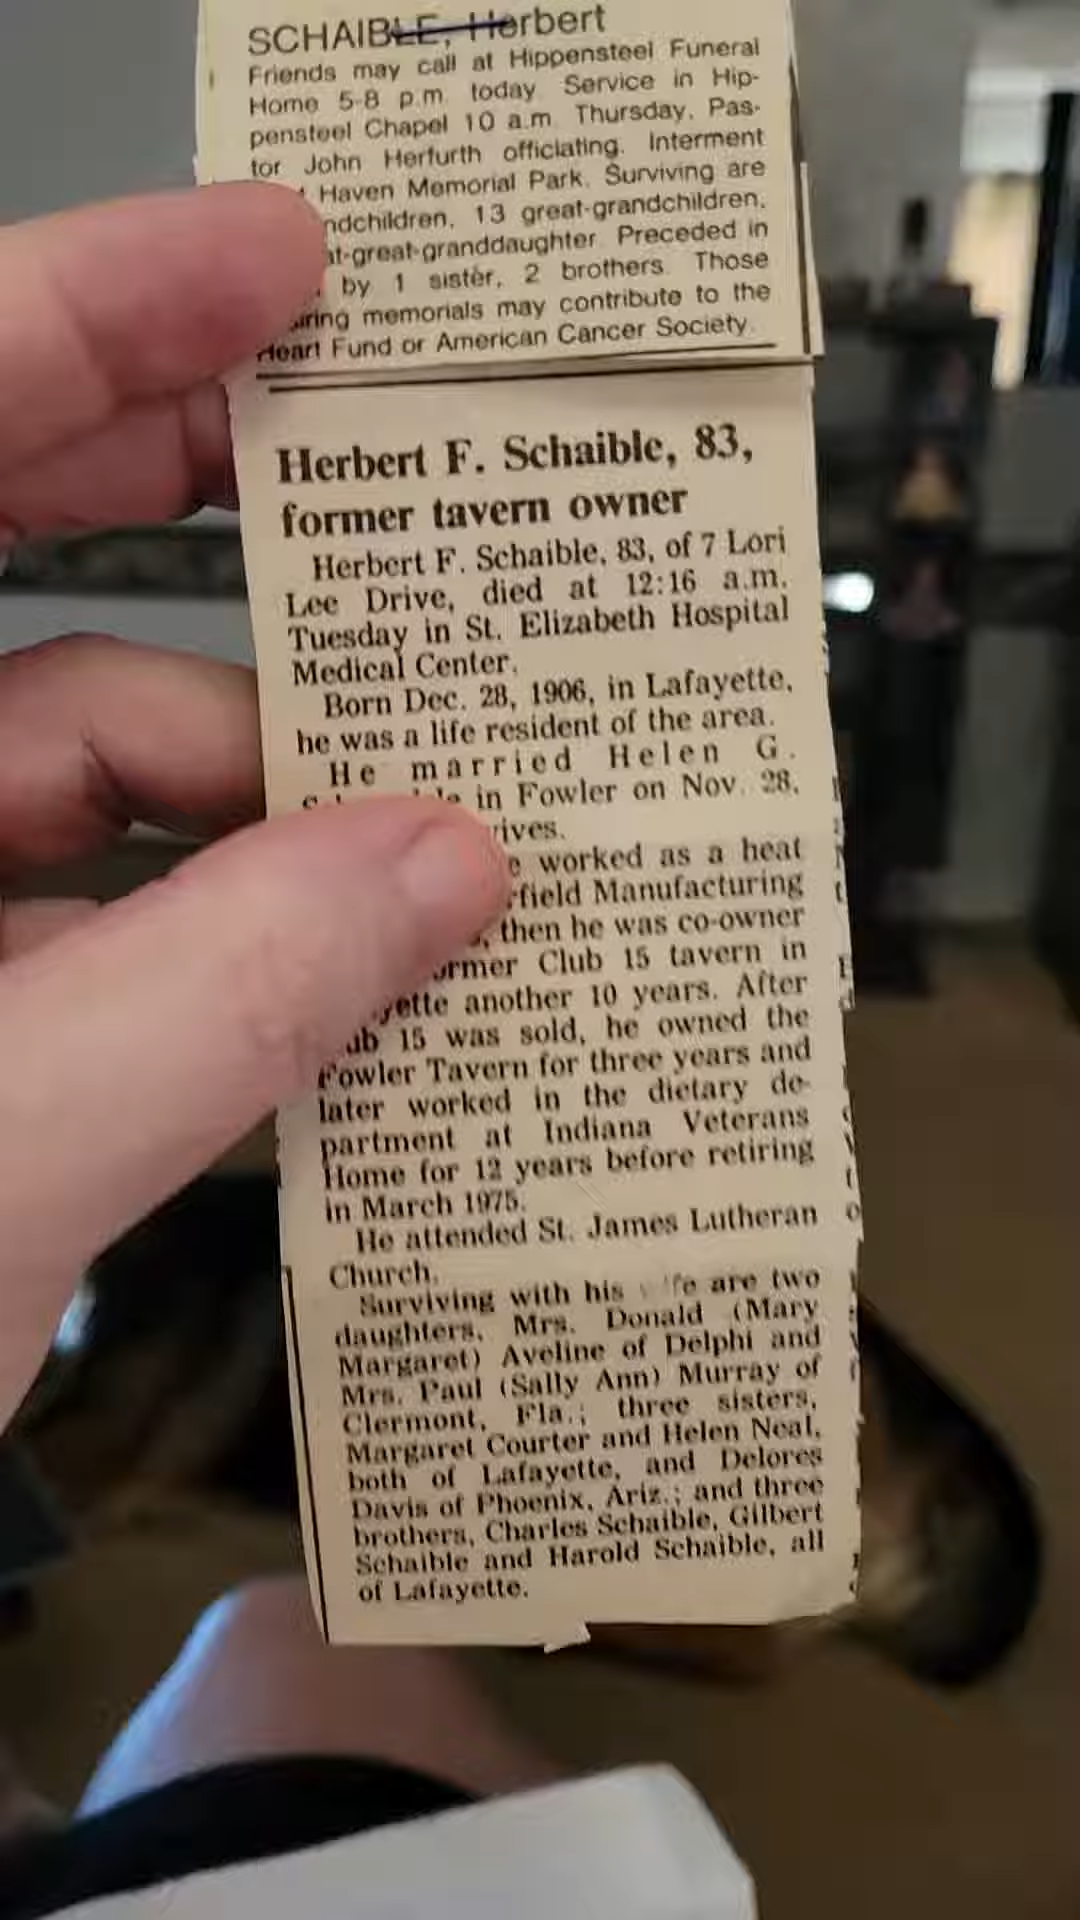 SCHAIBLE, Herbert
Friends may call at Hippensteel Funeral
Home 5-8 p.m. today. Service in Hip-
pensteel Chapel 10 a.m. Thursday, Pas-
tor John Herfurth officiating. Interment
Haven Memorial Park. Surviving are
ndchildren, 13 great-grandchildren,
at-great-granddaughter. Preceded in
by 1 sister, 2 brothers. Those
iring memorials may contribute to the
Heart Fund or American Cancer Society.
Herbert F. Schaible, 83,
former tavern owner
Herbert F. Schaible, 83, of 7 Lori
Lee Drive, died at 12:16 a.m.
Tuesday in St. Elizabeth Hospital
Medical Center.
Born Dec. 28, 1906, in Lafayette,
he was a life resident of the area.
He married Helen G.
in Fowler on Nov. 28,
ives.
e worked as a heat
rfield Manufacturing
, then he was co-owner
ormer Club 15 tavern in
yette another 10 years. After
ub 15 was sold, he owned the
Fowler Tavern for three years and
later worked in the dietary de-
partment at Indiana Veterans
Home for 12 years before retiring
in March 1975.
He attended St. James Lutheran
Church.
Surviving with his wife are two
daughters, Mrs. Donald (Mary
Margaret) Aveline of Delphi and
Mrs. Paul (Sally Ann) Murray of
Clermont, Fla.; three sisters,
Margaret Courter and Helen Neal,
both of Lafayette, and Delores
Davis of Phoenix, Ariz.; and three
brothers, Charles Schaible, Gilbert
Schaible and Harold Schaible, all
of Lafayette.